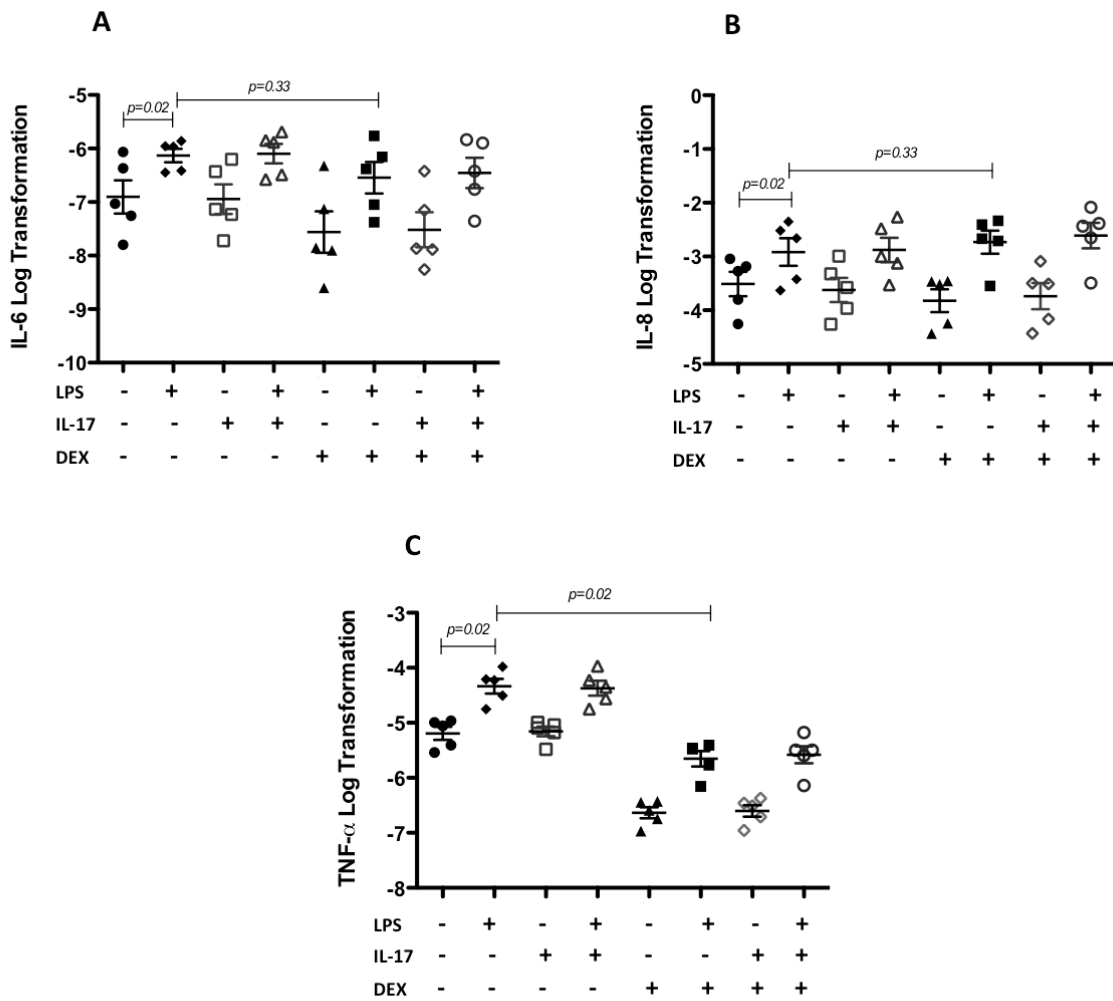 A
IL-6 Log Transformation
p=0.02
p=0.33
-5
-6
-7
-8
-9
-10
LPS - + - + - + - +
IL-17 - - + + - - + +
DEX - - - - + + + +
B
IL-8 Log Transformation
p=0.02
p=0.33
0
-1
-2
-3
-4
-5
LPS - + - + - + - +
IL-17 - - + + - - + +
DEX - - - - + + + +
C
TNF-α Log Transformation
p=0.02
p=0.02
-3
-4
-5
-6
-7
-8
LPS - + - + - + - +
IL-17 - - + + - - + +
DEX - - - - + + + +